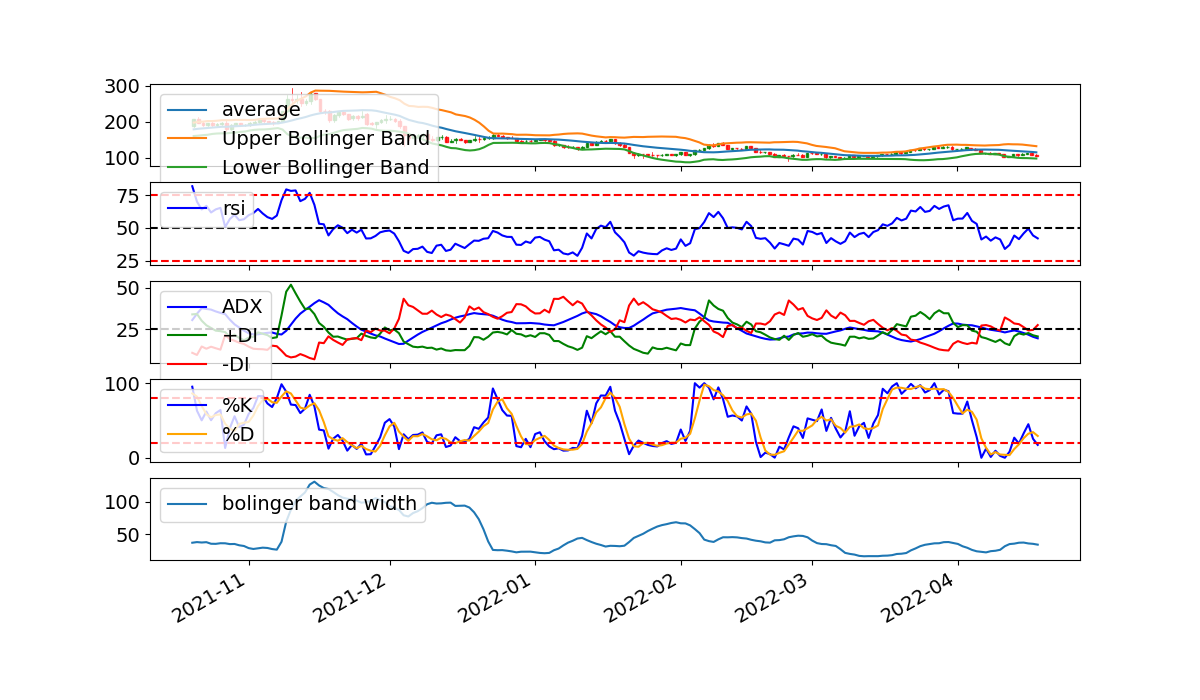 300
200
100
average
Upper Bollinger Band
Lower Bollinger Band
75
50
25
rsi
50
25
ADX
+DI
-DI
100
0
%K
%D
100
50
bolinger band width
2021-11
2021-12
2022-01
2022-02
2022-03
2022-04